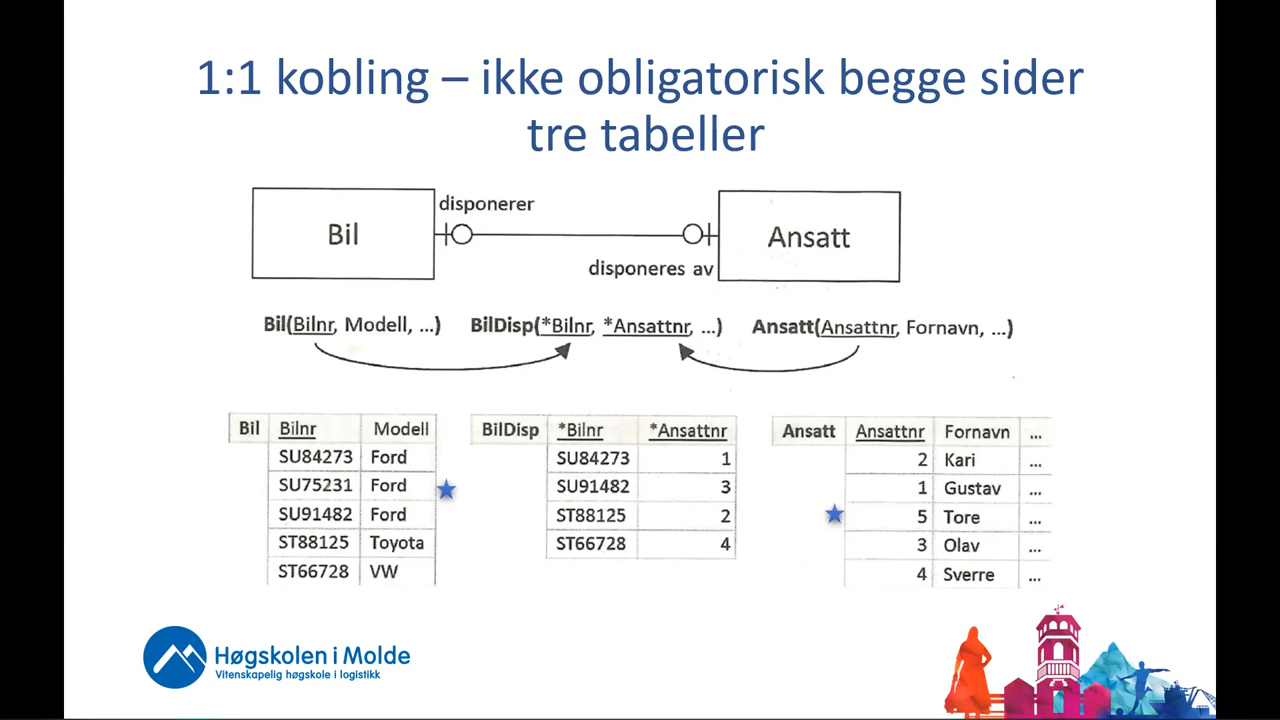 1:1 kobling – ikke obligatorisk begge sider
tre tabeller
disponerer
Bil
Ansatt
disponeres av
Bil(Bilnr, Modell, ...)
BilDisp(*Bilnr, *Ansattnr, ...)
Ansatt(Ansattnr, Fornavn, ...)
Bil Bilnr Modell
SU84273 Ford
SU75231 Ford
SU91482 Ford
ST88125 Toyota
ST66728 VW
BilDisp *Bilnr *Ansattnr
SU84273 1
SU91482 3
ST88125 2
ST66728 4
Ansatt Ansattnr Fornavn ...
2 Kari ...
1 Gustav ...
5 Tore ...
3 Olav ...
4 Sverre ...
Høgskolen i Molde
Vitenskapelig høgskole i logistikk